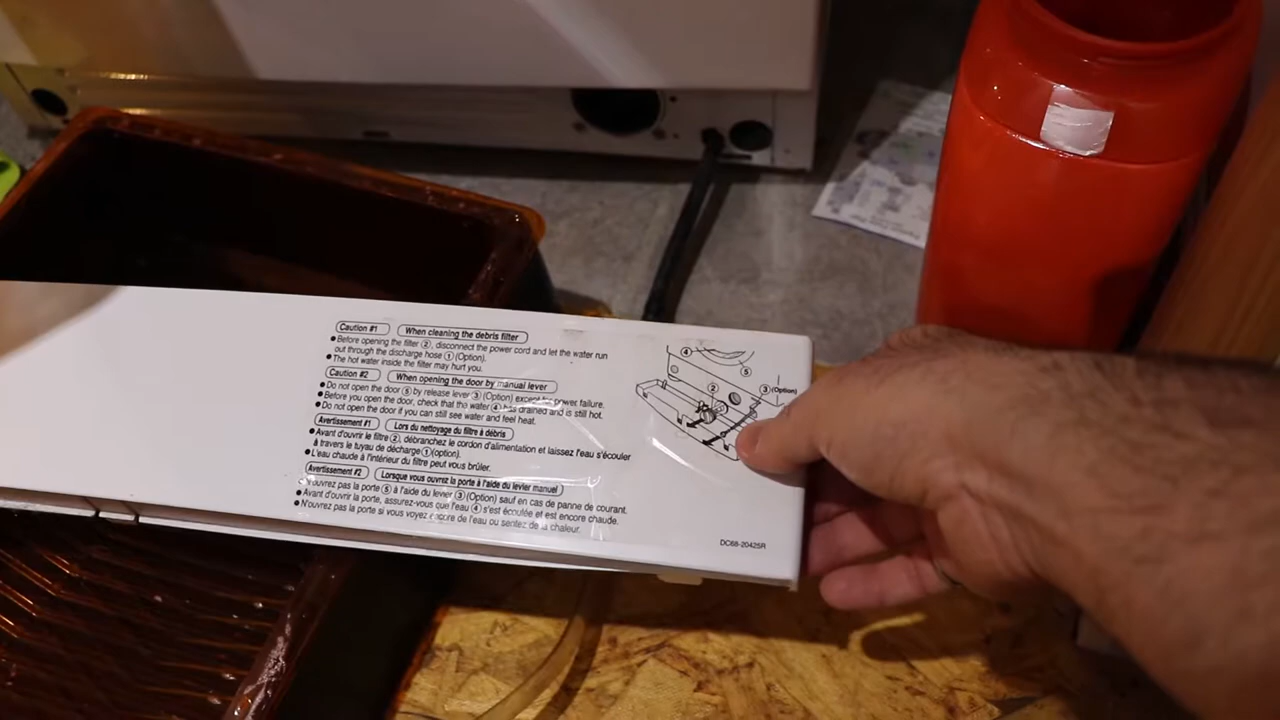 Caution #1 When cleaning the debris filter
● Before opening the filter ②, disconnect the power cord and let the water run
out through the discharge hose ① (Option).
● The hot water inside the filter may hurt you.
Caution #2 When opening the door by manual lever
● Do not open the door ⑤ by release lever ③ (Option) except for power failure.
● Before you open the door, check that the water ④ has drained and is still hot.
● Do not open the door if you can still see water and feel heat.
Avertissement #1 Lors du nettoyage du filtre à débris
● Avant d'ouvrir le filtre ②, débranchez le cordon d'alimentation et laissez l'eau s'écouler
à travers le tuyau de décharge ① (option).
● L'eau chaude à l'intérieur du filtre peut vous brûler.
Avertissement #2 Lorsque vous ouvrez la porte à l'aide du levier manuel
N'ouvrez pas la porte ⑤ à l'aide du levier ③ (Option) sauf en cas de panne de courant.
● Avant d'ouvrir la porte, assurez-vous que l'eau ④ s'est écoulée et est encore chaude.
● N'ouvrez pas la porte si vous voyez encore de l'eau ou sentez de la chaleur.
④
⑤
②
③ (Option)
DC68-20425R